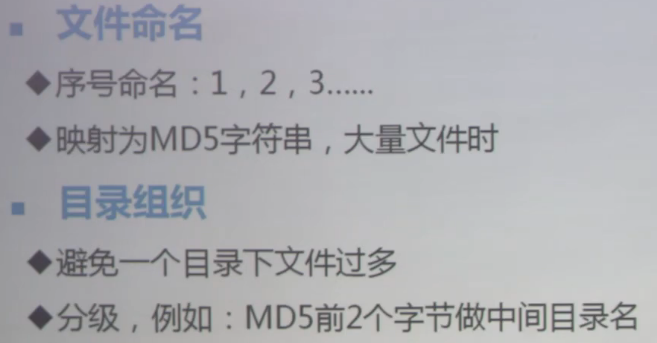 文件命名
序号命名：1，2，3……
映射为MD5字符串，大量文件时
目录组织
避免一个目录下文件过多
分级，例如：MD5前2个字节做中间目录名